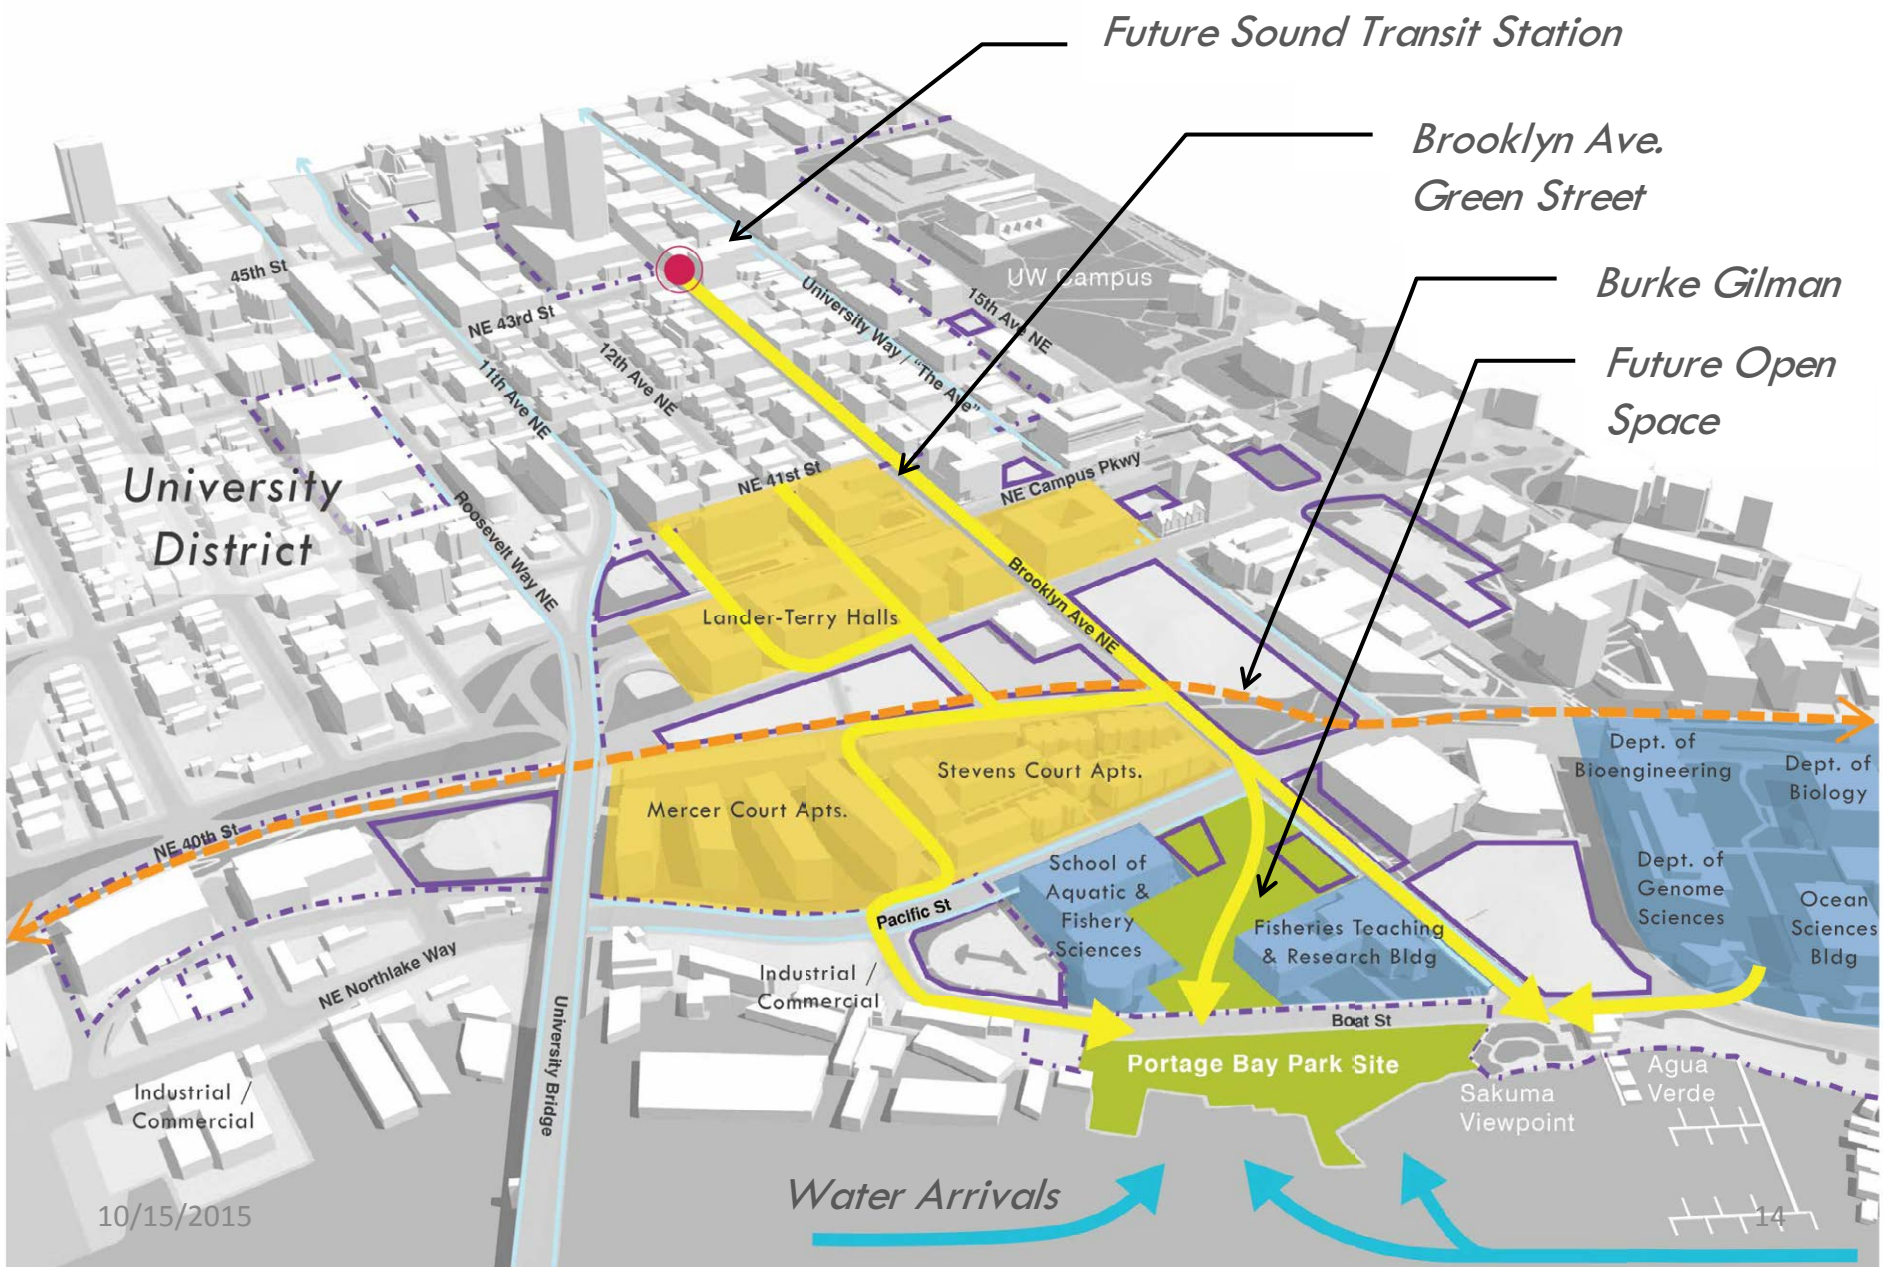 Future Sound Transit Station
Brooklyn Ave.
Green Street
Burke Gilman
Future Open
Space
UW Campus
45th St
NE 43rd St
University Way / "The Ave"
15th Ave NE
12th Ave NE
11th Ave NE
University
District
Roosevelt Way NE
NE 41st St
NE Campus Pkwy
Brooklyn Ave NE
Lander-Terry Halls
Stevens Court Apts.
Mercer Court Apts.
Dept. of
Bioengineering
Dept. of
Biology
NE 40th St
School of
Aquatic &
Fishery
Sciences
Dept. of
Genome
Sciences
Ocean
Sciences
Bldg
Pacific St
Fisheries Teaching
& Research Bldg
NE Northlake Way
Industrial /
Commercial
University Bridge
Boat St
Portage Bay Park Site
Industrial /
Commercial
Sakuma
Viewpoint
Agua
Verde
Water Arrivals
10/15/2015
14